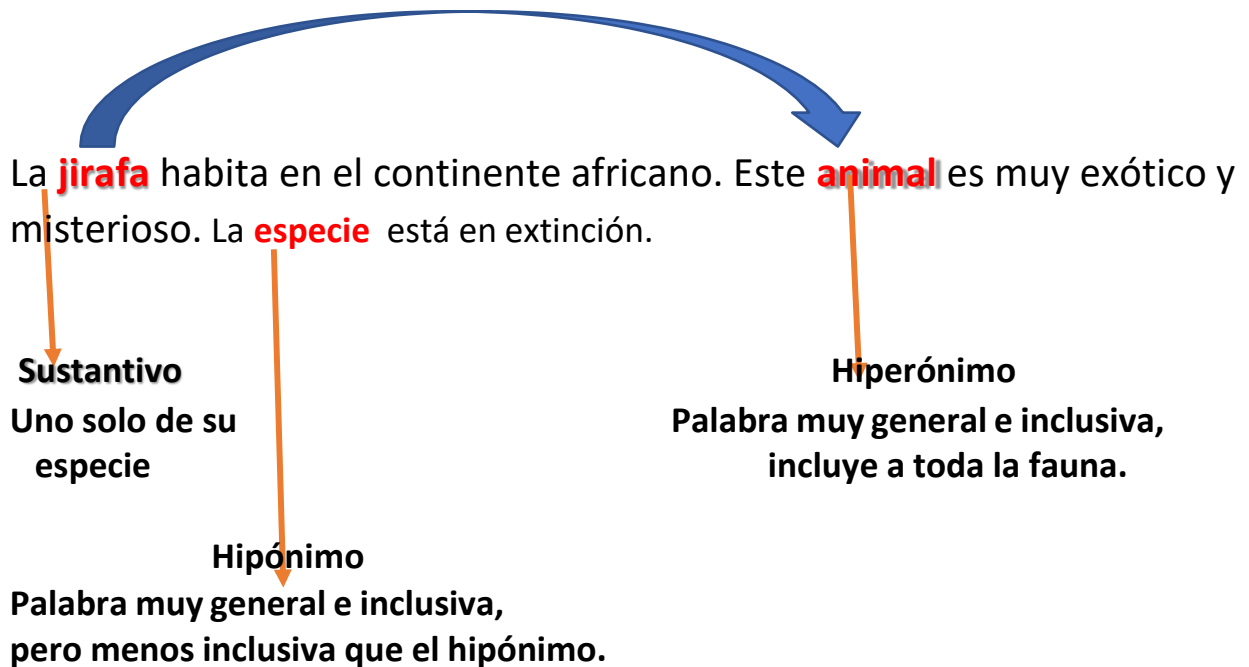 La jirafa habita en el continente africano. Este animal es muy exótico y
misterioso. La especie está en extinción.
Sustantivo
Uno solo de su
especie
Hiperónimo
Palabra muy general e inclusiva,
incluye a toda la fauna.
Hipónimo
Palabra muy general e inclusiva,
pero menos inclusiva que el hipónimo.